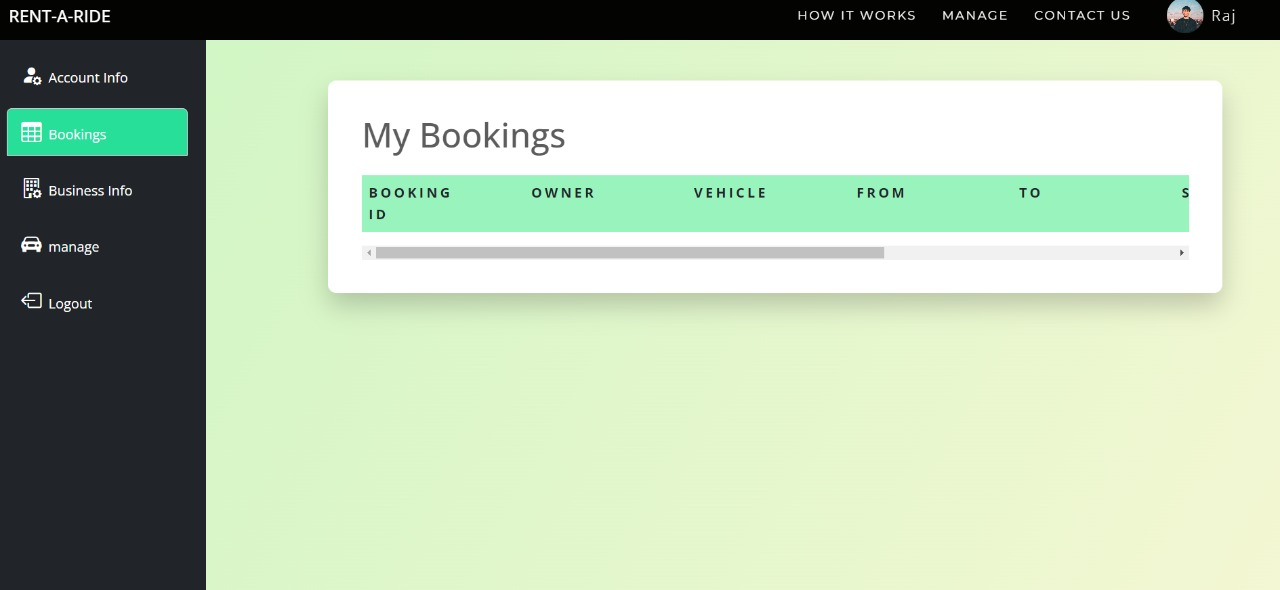 RENT-A-RIDE
HOW IT WORKS MANAGE CONTACT US Raj
Account Info
Bookings
Business Info
manage
Logout
My Bookings
BOOKING ID OWNER VEHICLE FROM TO S